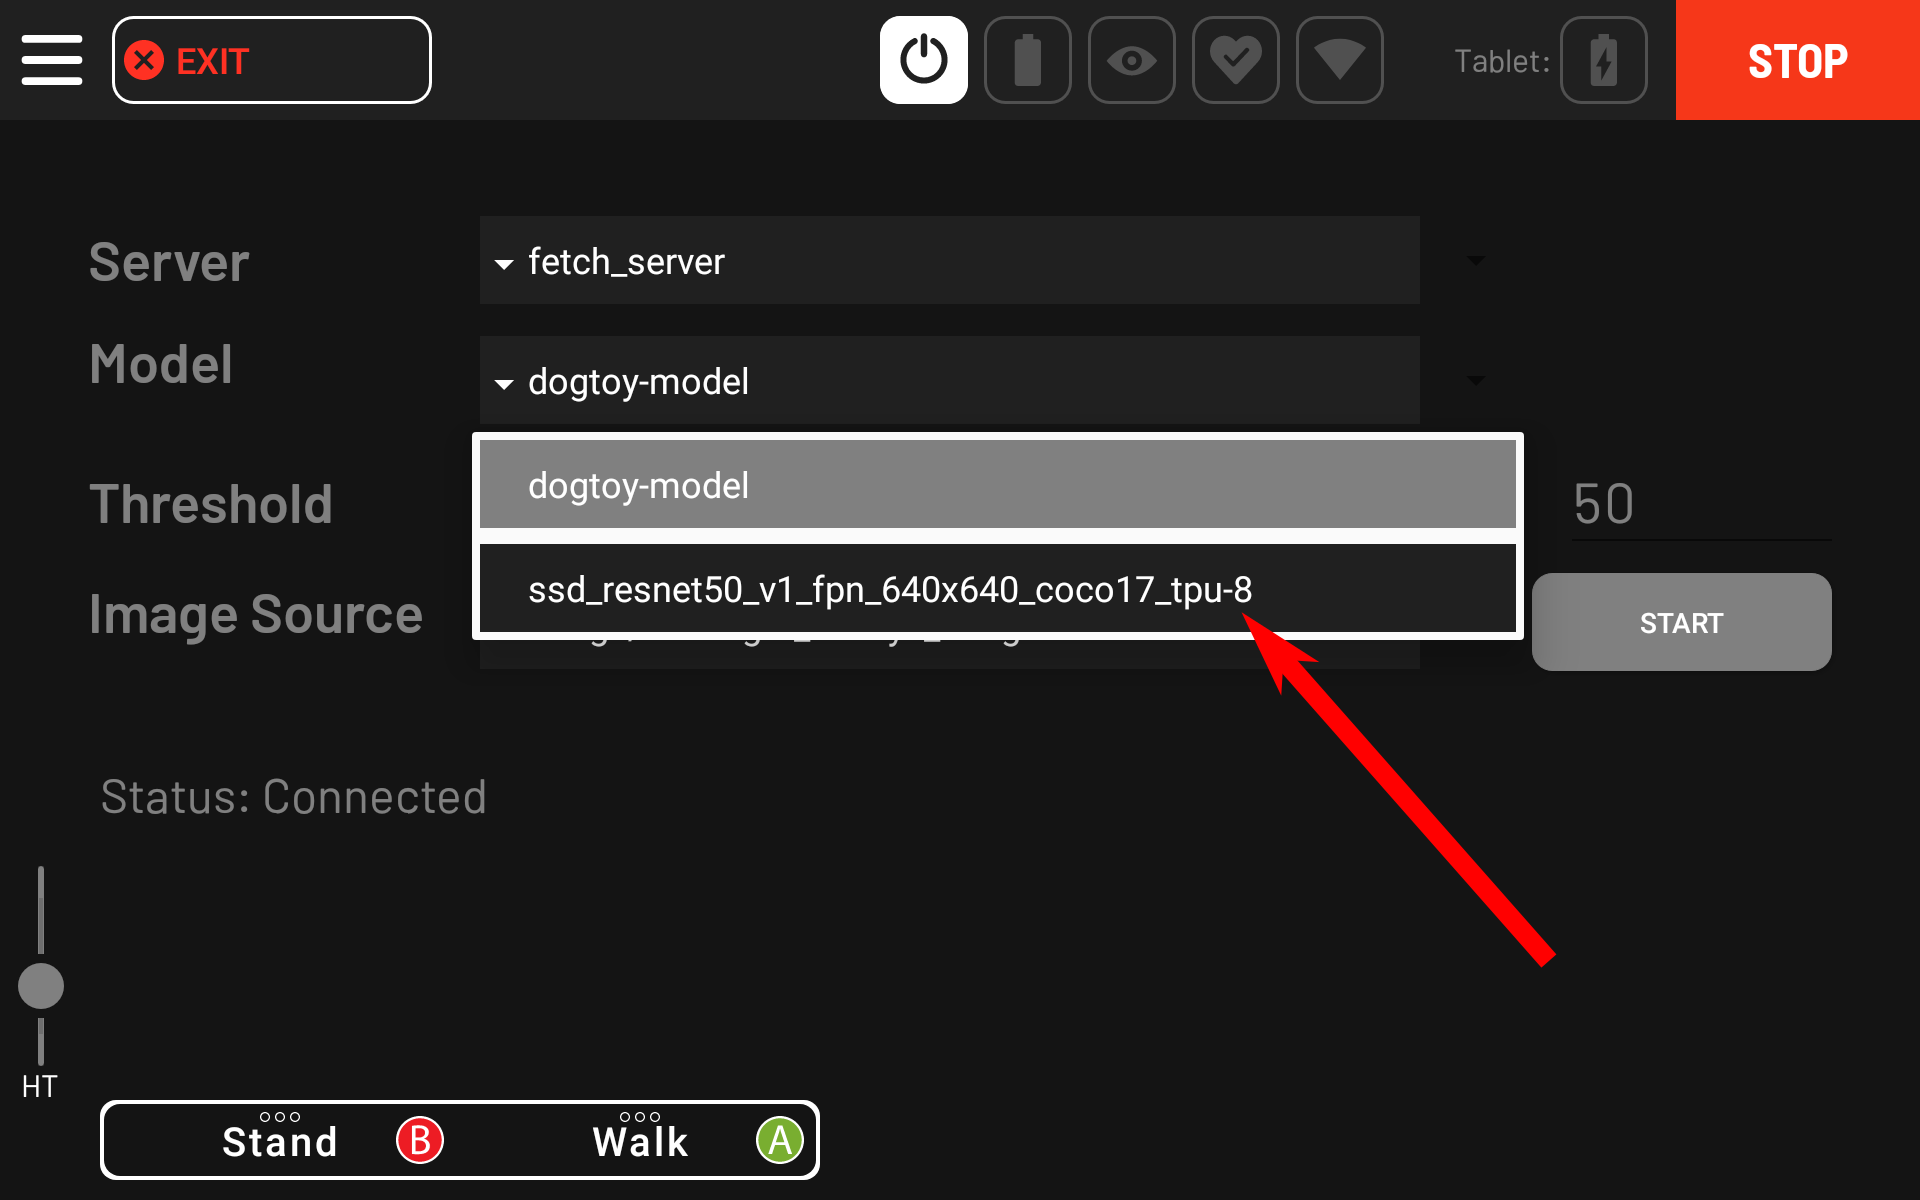 EXIT
Tablet:
STOP
Server
fetch_server
Model
dogtoy-model
dogtoy-model
Threshold
50
ssd_resnet50_v1_fpn_640x640_coco17_tpu-8
Image Source
START
Status: Connected
HT
Stand B Walk A